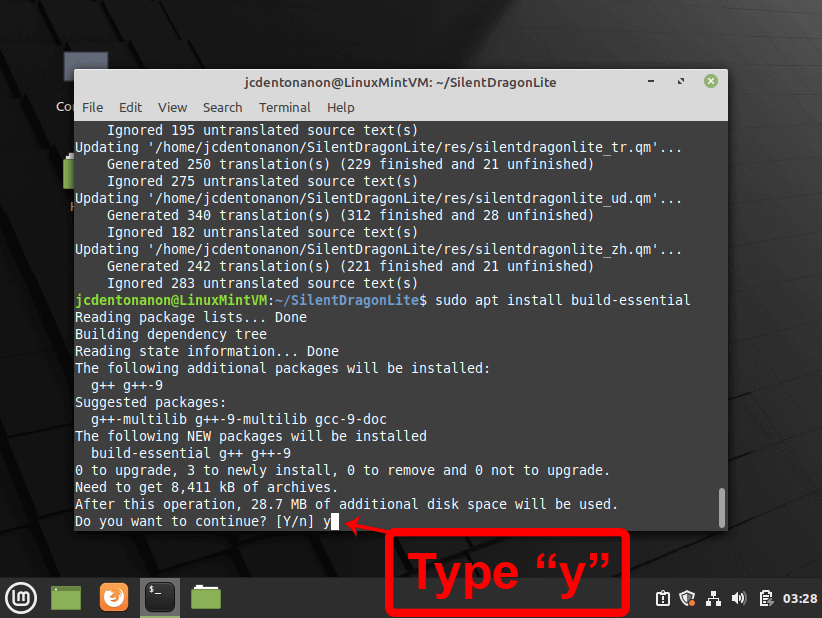 jcdentonanon@LinuxMintVM: ~/SilentDragonLite
File Edit View Search Terminal Help
Ignored 195 untranslated source text(s)
Updating '/home/jcdentonanon/SilentDragonLite/res/silentdragonlite_tr.qm'...
Generated 250 translation(s) (229 finished and 21 unfinished)
Ignored 275 untranslated source text(s)
Updating '/home/jcdentonanon/SilentDragonLite/res/silentdragonlite_ud.qm'...
Generated 340 translation(s) (312 finished and 28 unfinished)
Ignored 182 untranslated source text(s)
Updating '/home/jcdentonanon/SilentDragonLite/res/silentdragonlite_zh.qm'...
Generated 242 translation(s) (221 finished and 21 unfinished)
Ignored 283 untranslated source text(s)
jcdentonanon@LinuxMintVM:~/SilentDragonLite$ sudo apt install build-essential
Reading package lists... Done
Building dependency tree
Reading state information... Done
The following additional packages will be installed:
g++ g++-9
Suggested packages:
g++-multilib g++-9-multilib gcc-9-doc
The following NEW packages will be installed
build-essential g++ g++-9
0 to upgrade, 3 to newly install, 0 to remove and 0 not to upgrade.
Need to get 8,411 kB of archives.
After this operation, 28.7 MB of additional disk space will be used.
Do you want to continue? [Y/n] y
Type “y”
03:28